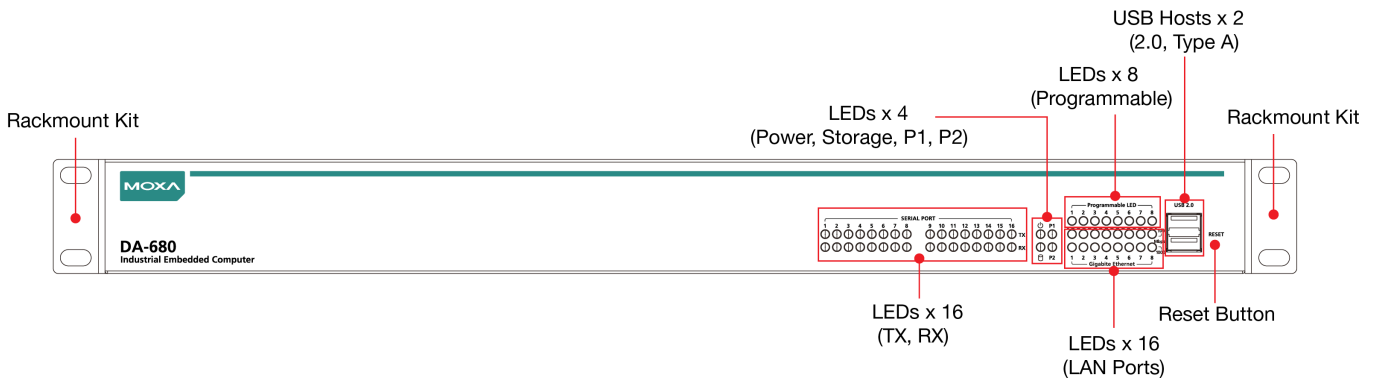 USB Hosts x 2
(2.0, Type A)
LEDs x 8
(Programmable)
LEDs x 4
(Power, Storage, P1, P2)
Rackmount Kit
Rackmount Kit
MOXA
DA-680
Industrial Embedded Computer
SERIAL PORT
1 2 3 4 5 6 7 8 9 10 11 12 13 14 15 16
TX
RX
P1
P2
Programmable LED
1 2 3 4 5 6 7 8
1 2 3 4 5 6 7 8
Gigabite Ethernet
USB 2.0
RESET
LEDs x 16
(TX, RX)
Reset Button
LEDs x 16
(LAN Ports)